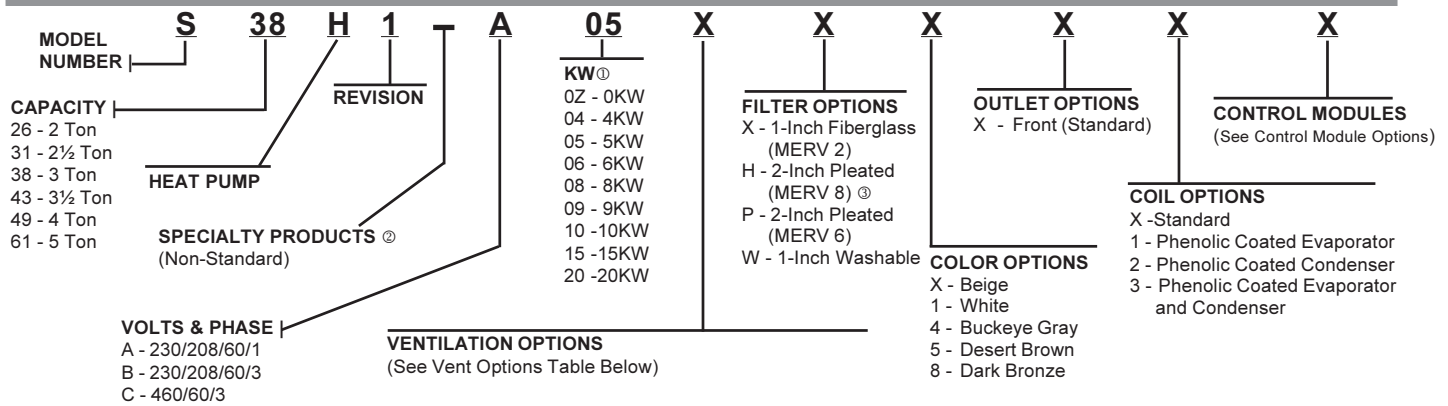 S 38 H 1 – A 05 X X X X X X
MODEL
NUMBER
CAPACITY
26 - 2 Ton
31 - 2½ Ton
38 - 3 Ton
43 - 3½ Ton
49 - 4 Ton
61 - 5 Ton
HEAT PUMP
REVISION
SPECIALTY PRODUCTS ②
(Non-Standard)
VOLTS & PHASE
A - 230/208/60/1
B - 230/208/60/3
C - 460/60/3
KW①
0Z - 0KW
04 - 4KW
05 - 5KW
06 - 6KW
08 - 8KW
09 - 9KW
10 -10KW
15 -15KW
20 -20KW
VENTILATION OPTIONS
(See Vent Options Table Below)
FILTER OPTIONS
X - 1-Inch Fiberglass
(MERV 2)
H - 2-Inch Pleated
(MERV 8) ③
P - 2-Inch Pleated
(MERV 6)
W - 1-Inch Washable
COLOR OPTIONS
X - Beige
1 - White
4 - Buckeye Gray
5 - Desert Brown
8 - Dark Bronze
OUTLET OPTIONS
X - Front (Standard)
COIL OPTIONS
X -Standard
1 - Phenolic Coated Evaporator
2 - Phenolic Coated Condenser
3 - Phenolic Coated Evaporator
and Condenser
CONTROL MODULES
(See Control Module Options)